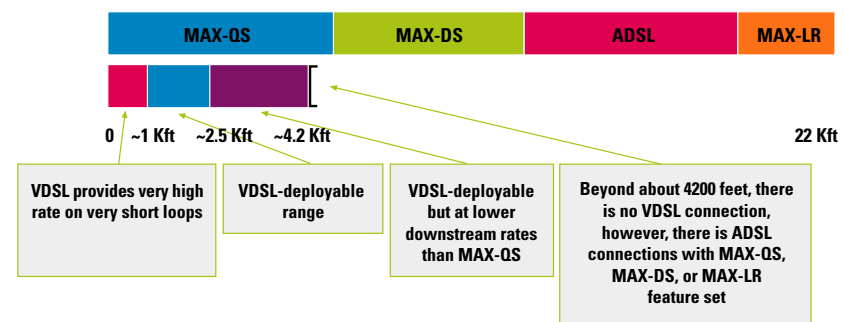 MAX-QS MAX-DS ADSL MAX-LR
0 ~1 Kft ~2.5 Kft ~4.2 Kft 22 Kft
VDSL provides very high
rate on very short loops
VDSL-deployable
range
VDSL-deployable
but at lower
downstream rates
than MAX-QS
Beyond about 4200 feet, there
is no VDSL connection,
however, there is ADSL
connections with MAX-QS,
MAX-DS, or MAX-LR
feature set